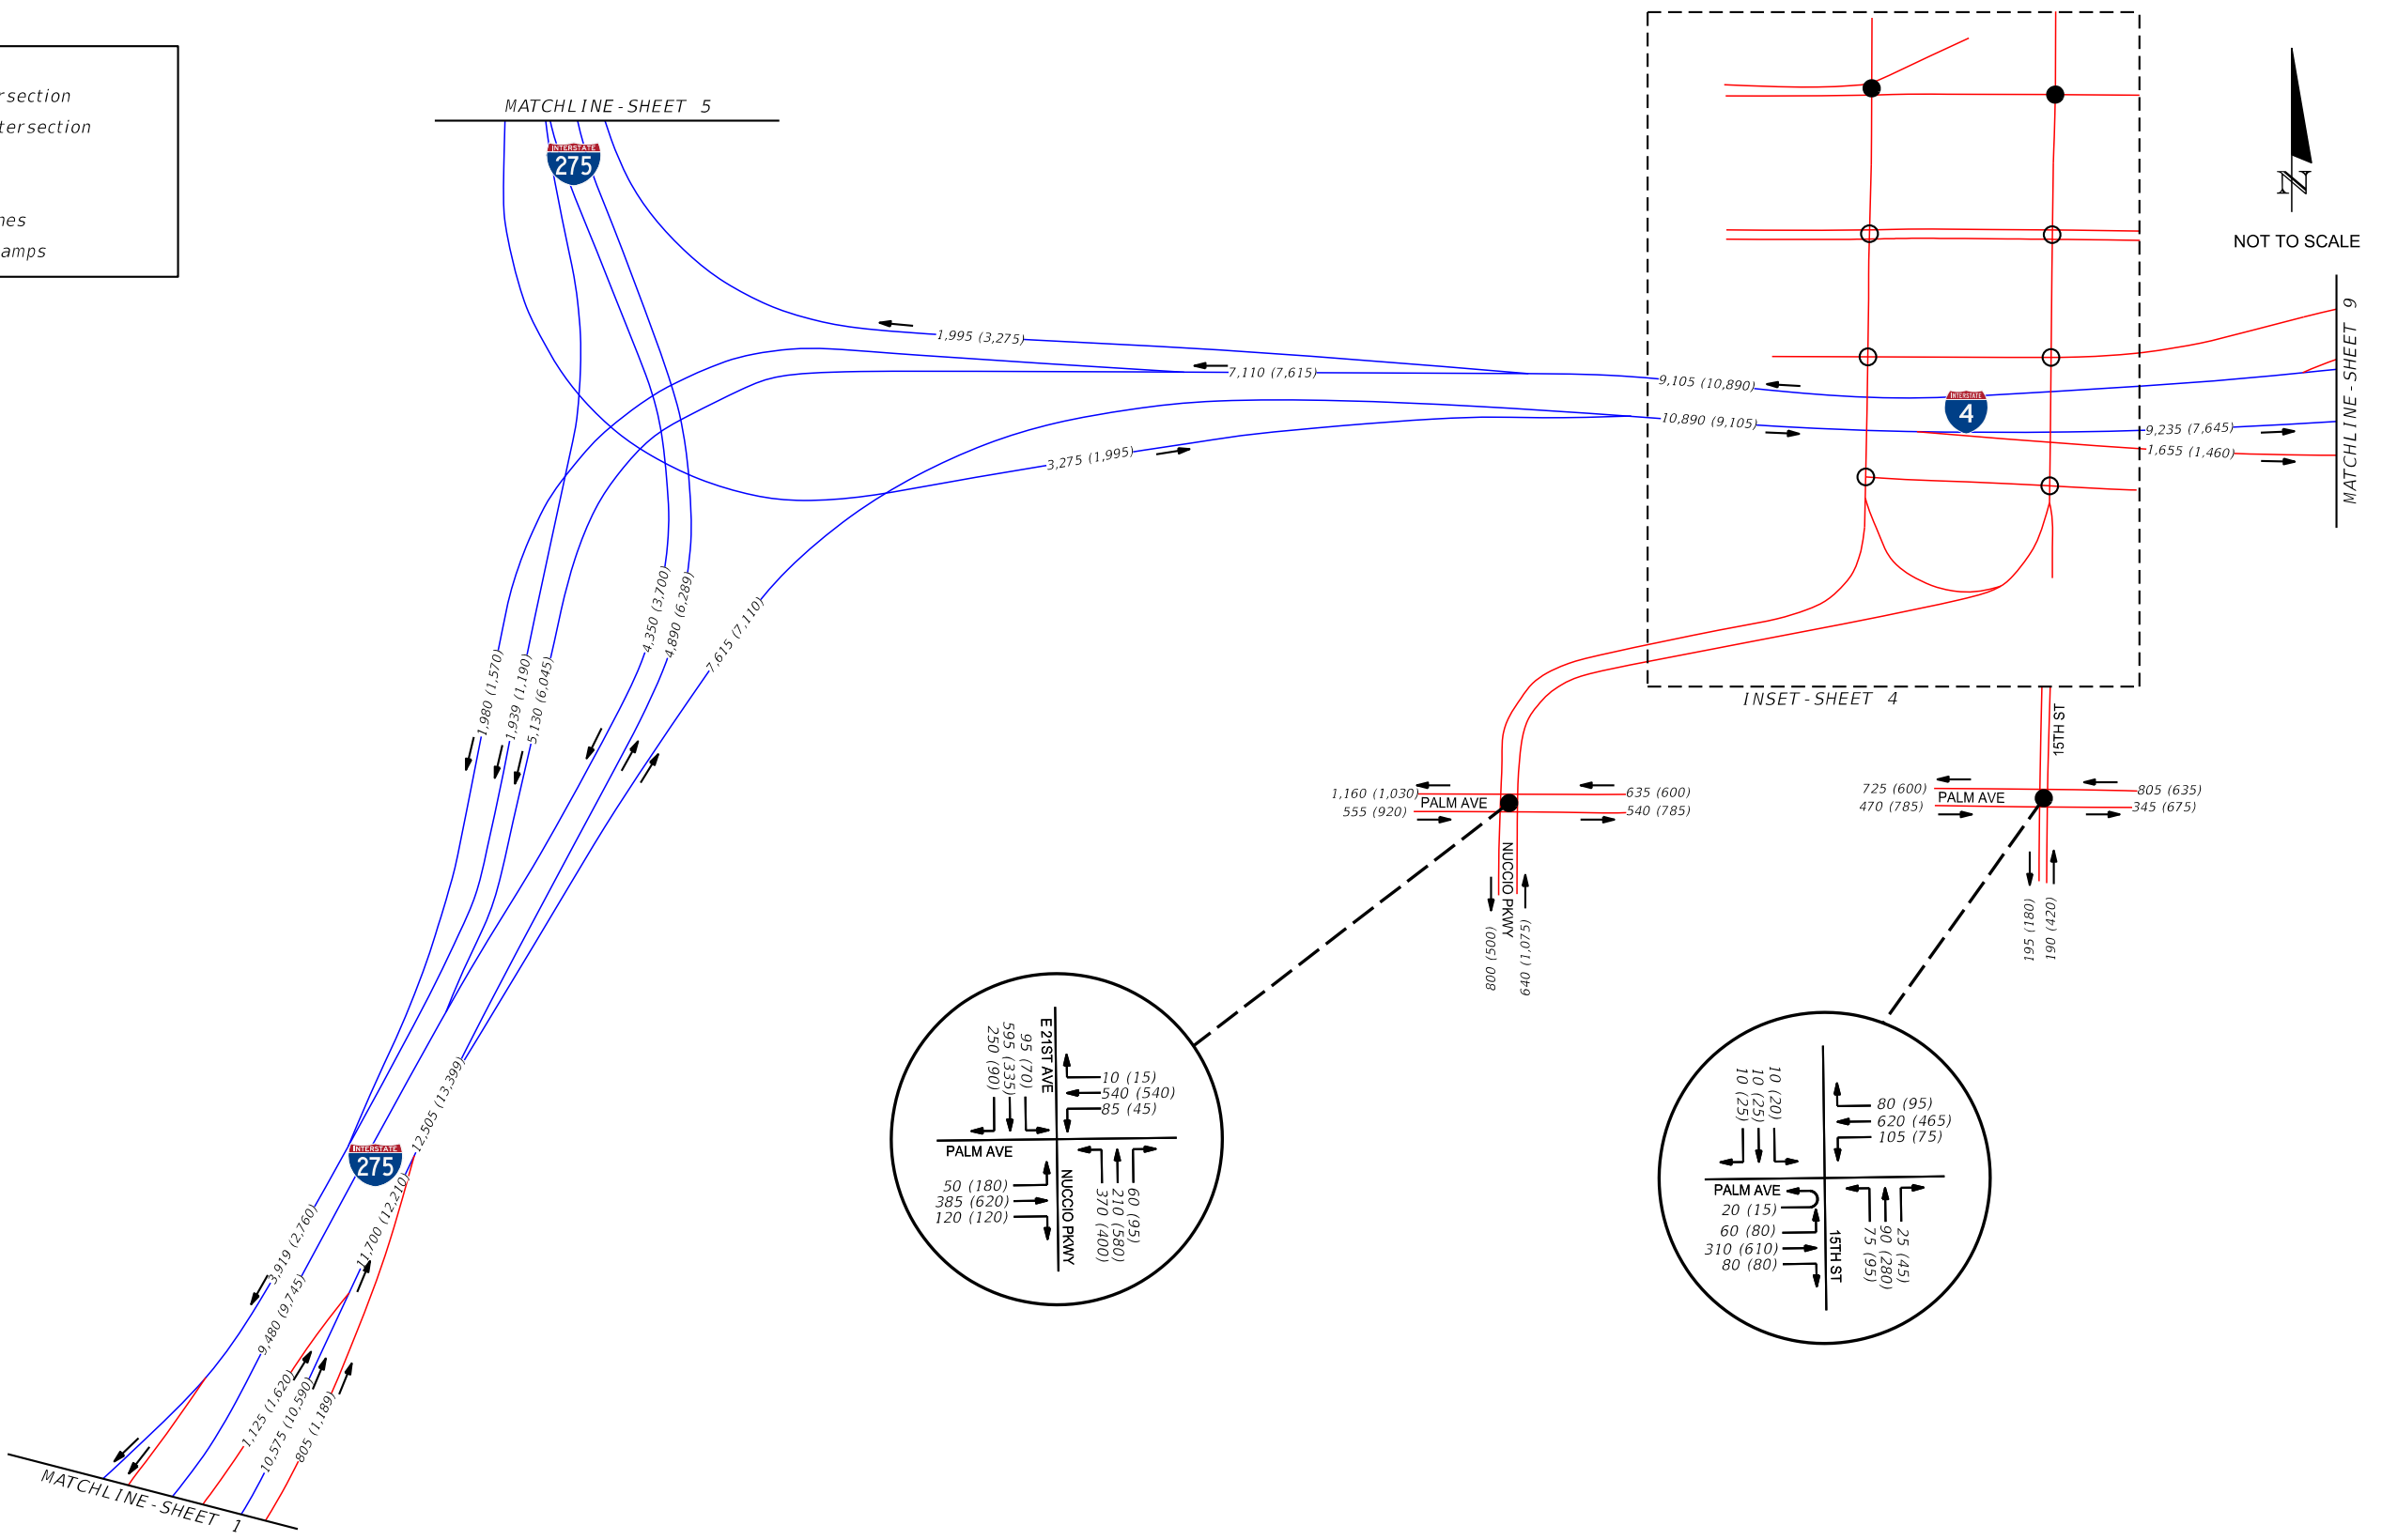 rsection
tersection
nes
amps
MATCHLINE-SHEET 5
INTERSTATE
275
N
NOT TO SCALE
MATCHLINE-SHEET 9
1,995 (3,275)
7,110 (7,615)
9,105 (10,890)
10,890 (9,105)
INTERSTATE
4
9,235 (7,645)
1,655 (1,460)
3,275 (1,995)
4,350 (3,700)
4,890 (6,289)
7,615 (7,110)
1,980 (1,570)
1,939 (1,190)
5,130 (6,045)
INSET-SHEET 4
15TH ST
1,160 (1,030)
555 (920)
PALM AVE
635 (600)
540 (785)
NUCCIO PKWY
800 (500)
640 (1,075)
725 (600)
470 (785)
PALM AVE
805 (635)
345 (675)
195 (180)
190 (420)
250 (90)
595 (335)
95 (70)
E 21ST AVE
10 (15)
540 (540)
85 (45)
PALM AVE
50 (180)
385 (620)
120 (120)
NUCCIO PKWY
370 (400)
210 (580)
60 (95)
10 (25)
10 (25)
10 (20)
80 (95)
620 (465)
105 (75)
PALM AVE
20 (15)
60 (80)
310 (610)
80 (80)
15TH ST
75 (95)
90 (280)
25 (45)
12,505 (13,399)
INTERSTATE
275
11,700 (12,210)
3,919 (2,760)
9,480 (9,745)
1,125 (1,620)
10,575 (10,590)
805 (1,189)
MATCHLINE-SHEET 1